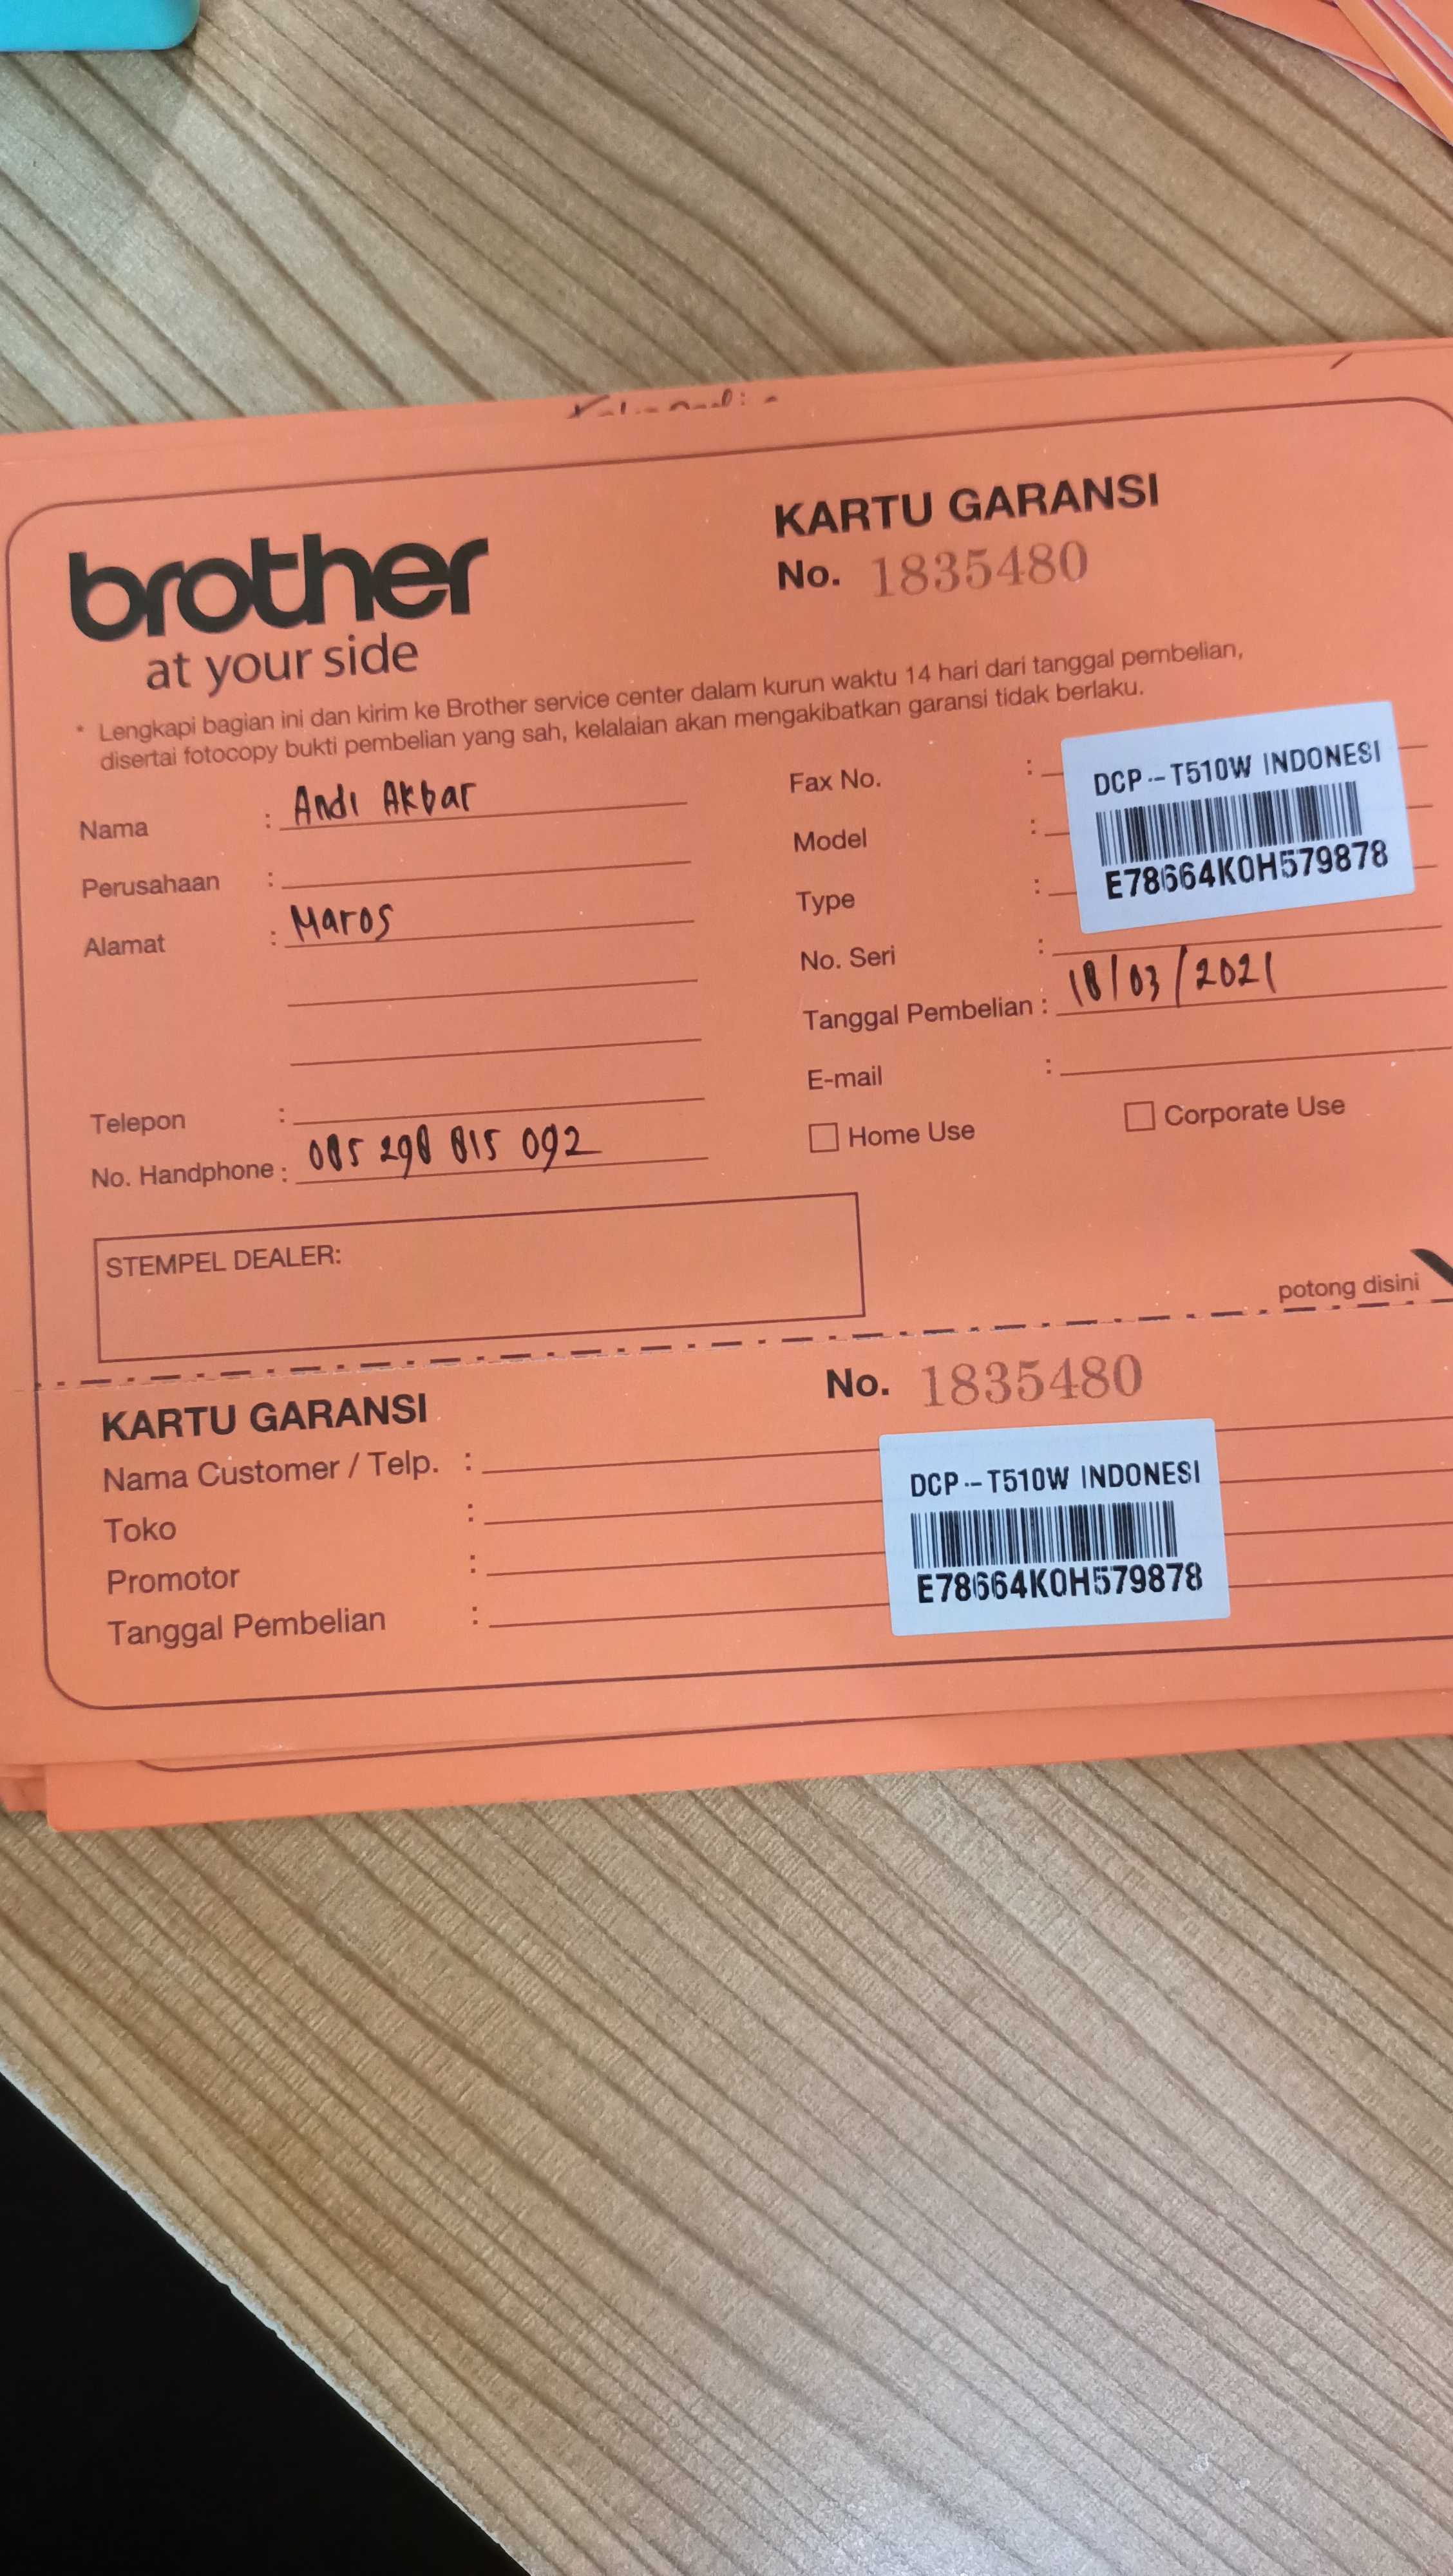 brother
at your side
KARTU GARANSI
No. 1835480
* Lengkapi bagian ini dan kirim ke Brother service center dalam kurun waktu 14 hari dari tanggal pembelian,
disertai fotocopy bukti pembelian yang sah, kelalaian akan mengakibatkan garansi tidak berlaku.
Nama : Andi Akbar
Perusahaan :
Alamat : Maros
Telepon :
No. Handphone : 085 298 815 092
Fax No. :
Model :
Type :
No. Seri :
DCP-T510W INDONESI
E78664K0H579878
Tanggal Pembelian : 18/03/2021
E-mail :
Home Use
Corporate Use
STEMPEL DEALER:
potong disini
KARTU GARANSI
No. 1835480
Nama Customer / Telp. :
Toko :
Promotor :
Tanggal Pembelian :
DCP-T510W INDONESI
E78664K0H579878